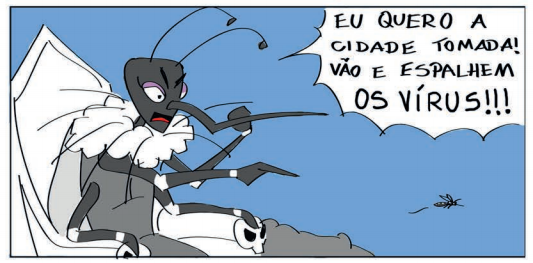 EU QUERO A
CIDADE TOMADA!
VÃO E ESPALHEM
OS VÍRUS!!!